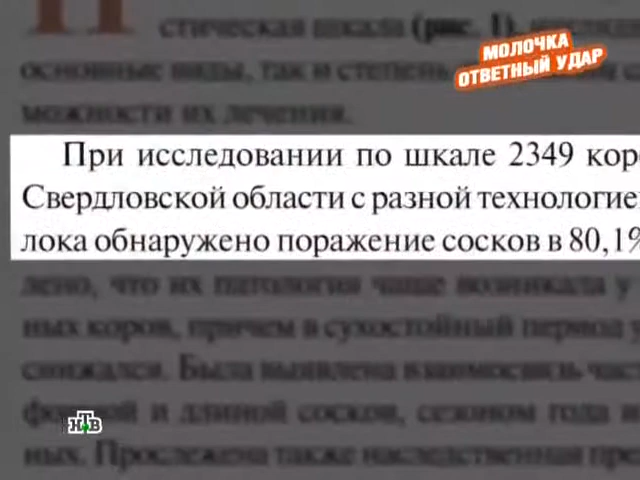 стическая шкала (рис. 1),
МОЛОЧКА
ОТВЕТНЫЙ УДАР
основные виды, так и степень
можности их лечения.
При исследовании по шкале 2349 кор
Свердловской области с разной технологие
лока обнаружено поражение сосков в 80,1%
лено, что их патология чаще возникала у
ных коров, причем в сухостойный период у
снижался. Была выявлена взаимосвязь час
формой и длиной сосков, сезоном года и
ных. Прослежена также наследственная пре
НТВ